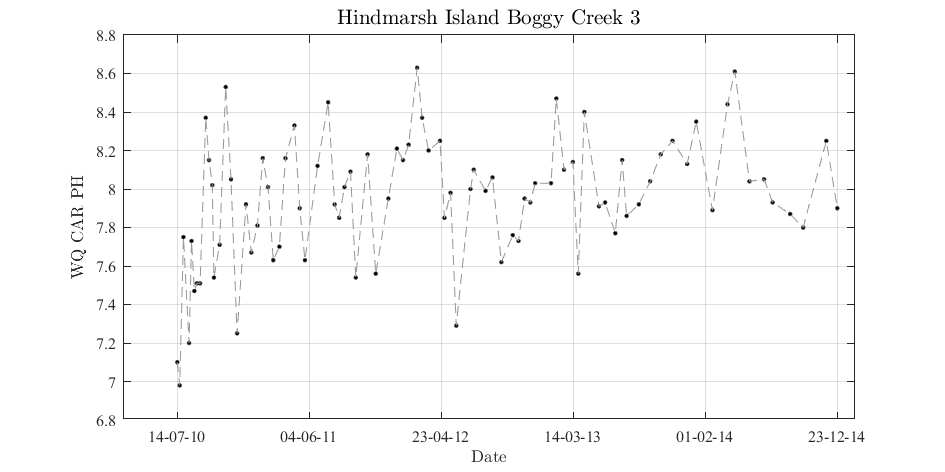 Hindmarsh Island Boggy Creek 3
8.8
8.6
8.4
8.2
8
7.8
7.6
7.4
7.2
7
6.8
WQ CAR PH
14-07-10 04-06-11 23-04-12 14-03-13 01-02-14 23-12-14
Date